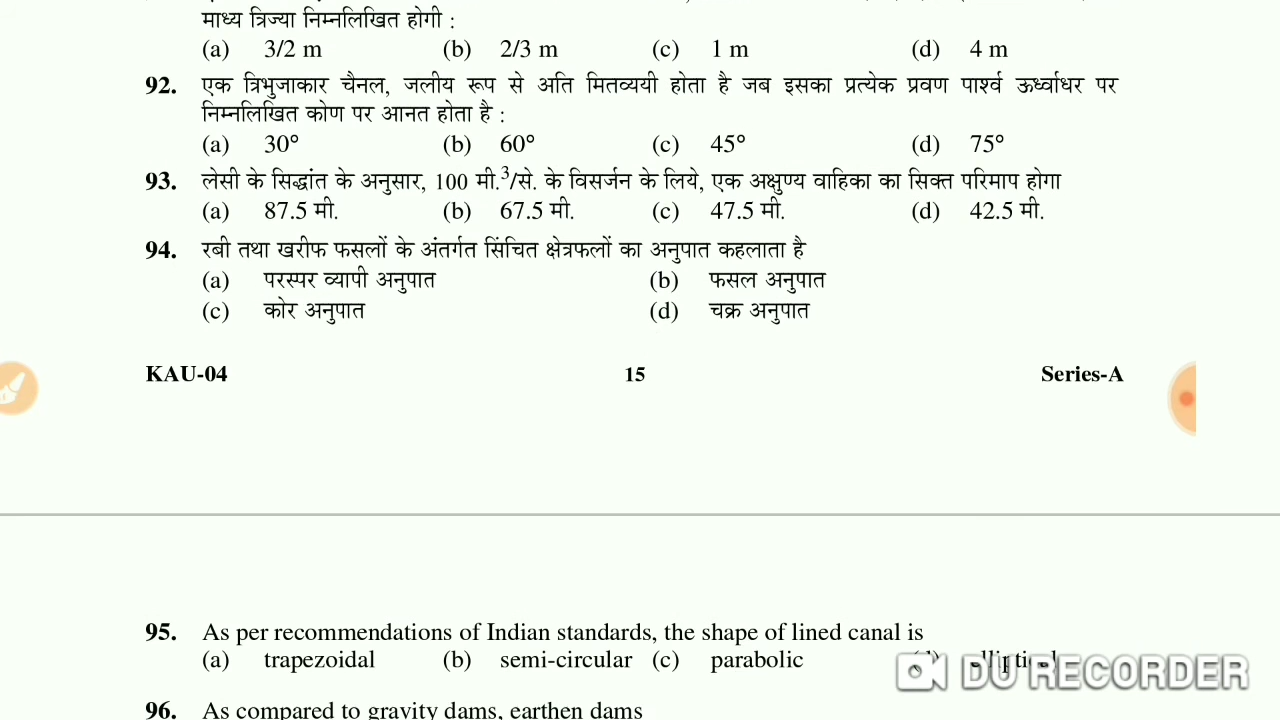 माध्य त्रिज्या निम्नलिखित होगी :
(a) 3/2 m (b) 2/3 m (c) 1 m (d) 4 m
92. एक त्रिभुजाकार चैनल, जलीय रूप से अति मितव्ययी होता है जब इसका प्रत्येक प्रवण पार्श्व ऊर्ध्वाधर पर
निम्नलिखित कोण पर आनत होता है :
(a) 30° (b) 60° (c) 45° (d) 75°
93. लेसी के सिद्धांत के अनुसार, 100 मी.³/से. के विसर्जन के लिये, एक अक्षुण्य वाहिका का सिक्त परिमाप होगा
(a) 87.5 मी. (b) 67.5 मी. (c) 47.5 मी. (d) 42.5 मी.
94. रबी तथा खरीफ फसलों के अंतर्गत सिंचित क्षेत्रफलों का अनुपात कहलाता है
(a) परस्पर व्यापी अनुपात (b) फसल अनुपात
(c) कोर अनुपात (d) चक्र अनुपात
KAU-04 15 Series-A
95. As per recommendations of Indian standards, the shape of lined canal is
(a) trapezoidal (b) semi-circular (c) parabolic (d) elliptical
DU RECORDER
96. As compared to gravity dams, earthen dams